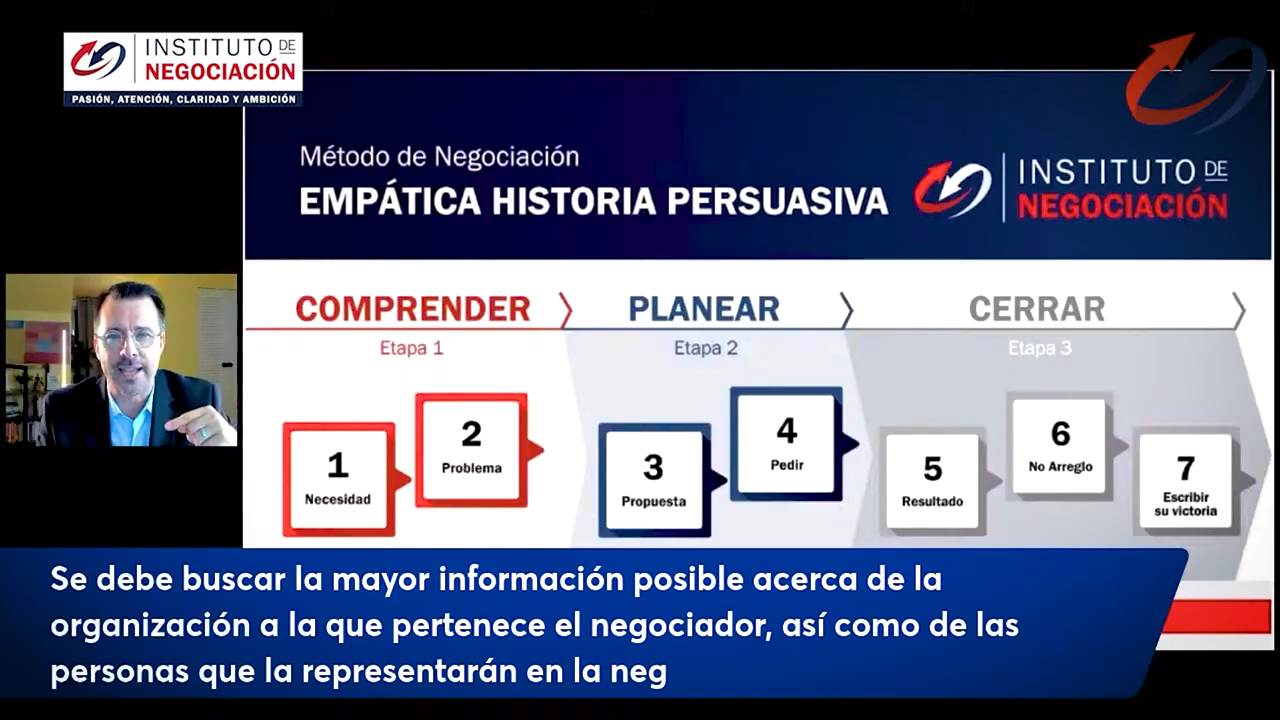 INSTITUTO DE
NEGOCIACIÓN
PASIÓN, ATENCIÓN, CLARIDAD Y AMBICIÓN
Método de Negociación
EMPÁTICA HISTORIA PERSUASIVA
INSTITUTO DE
NEGOCIACIÓN
COMPRENDER
PLANEAR
CERRAR
Etapa 1
Etapa 2
Etapa 3
1
Necesidad
2
Problema
3
Propuesta
4
Pedir
5
Resultado
6
No Arreglo
7
Escribir
su victoria
Se debe buscar la mayor información posible acerca de la
organización a la que pertenece el negociador, así como de las
personas que la representarán en la neg